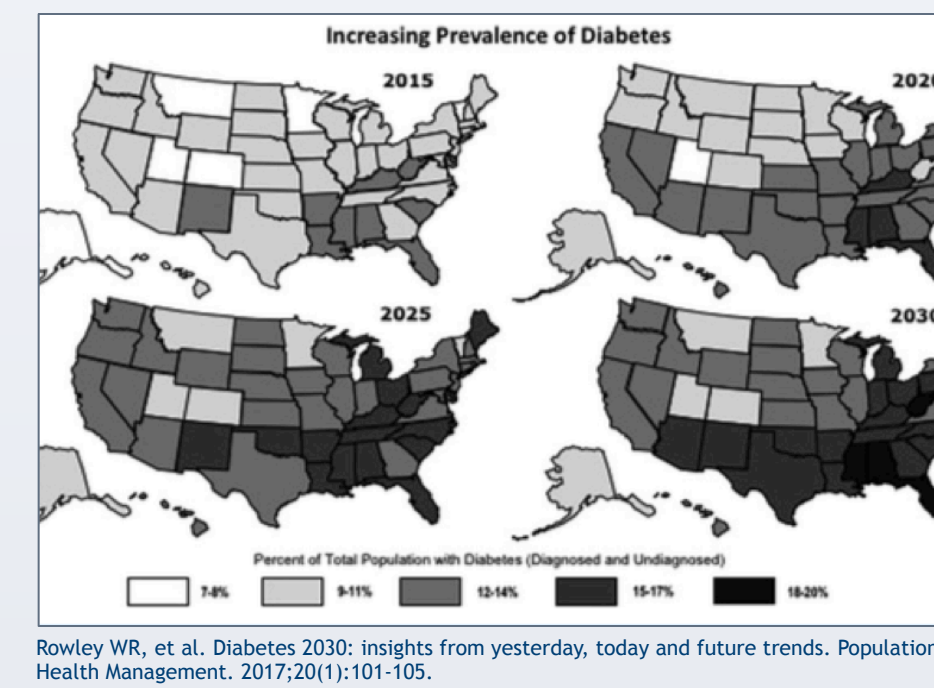 Increasing Prevalence of Diabetes
2015
2020
2025
2030
Percent of Total Population with Diabetes (Diagnosed and Undiagnosed)
7-8%
9-11%
12-14%
15-17%
18-20%
Rowley WR, et al. Diabetes 2030: insights from yesterday, today and future trends. Population
Health Management. 2017;20(1):101-105.